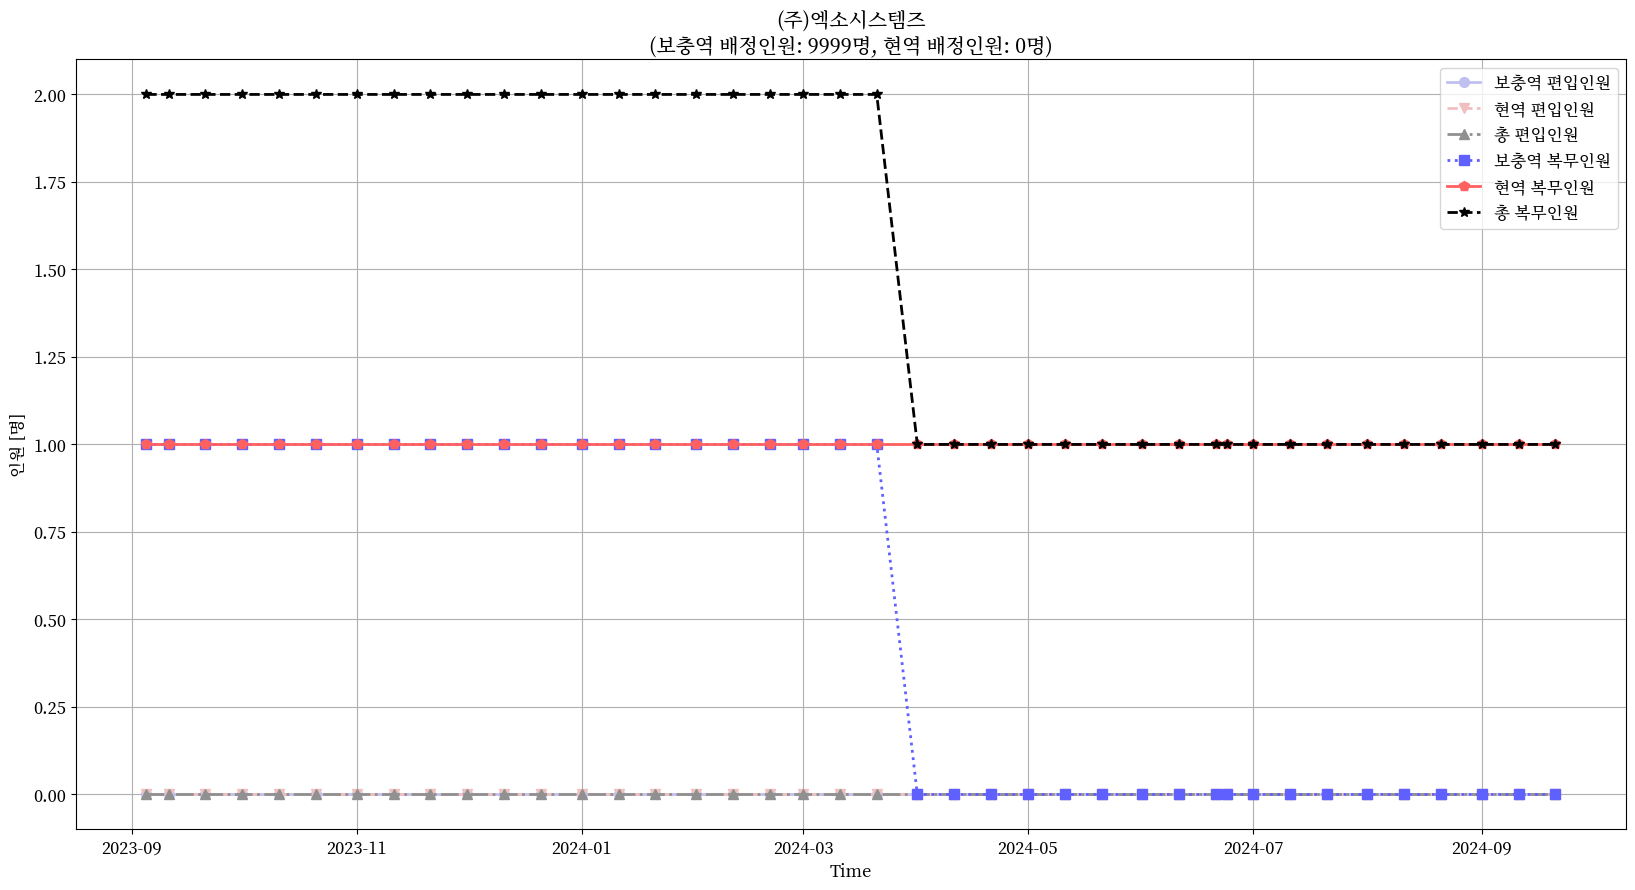 (주)엑소시스템즈
(보충역 배정인원: 9999명, 현역 배정인원: 0명)
보충역 편입인원
현역 편입인원
총 편입인원
보충역 복무인원
현역 복무인원
총 복무인원
인원 [명]
2.00
1.75
1.50
1.25
1.00
0.75
0.50
0.25
0.00
2023-09 2023-11 2024-01 2024-03 2024-05 2024-07 2024-09
Time